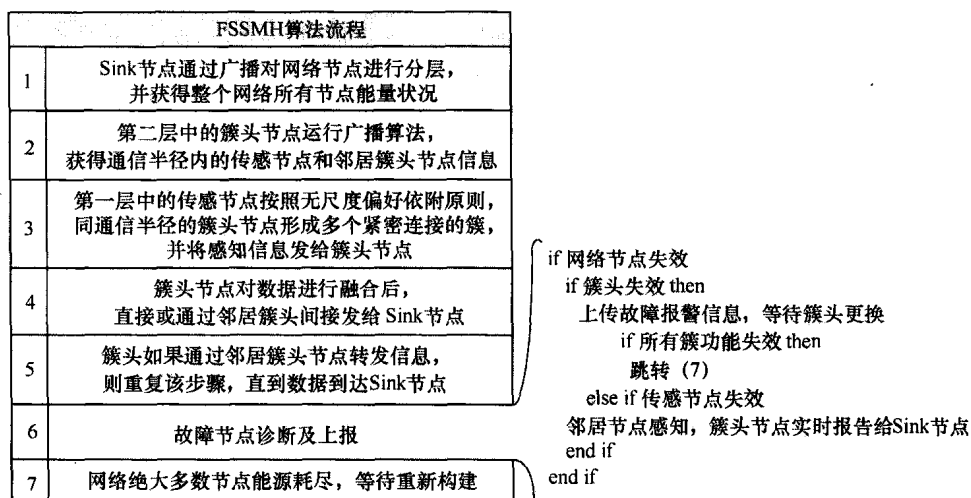 FSSMH算法流程
1
Sink节点通过广播对网络节点进行分层,
并获得整个网络所有节点能量状况
2
第二层中的簇头节点运行广播算法,
获得通信半径内的传感节点和邻居簇头节点信息
3
第一层中的传感节点按照无尺度偏好依附原则,
同通信半径的簇头节点形成多个紧密连接的簇,
并将感知信息发给簇头节点
4
簇头节点对数据进行融合后,
直接或通过邻居簇头间接发给 Sink节点
5
簇头如果通过邻居簇头节点转发信息,
则重复该步骤，直到数据到达Sink节点
6
故障节点诊断及上报
7
网络绝大多数节点能源耗尽，等待重新构建
if 网络节点失效
if 簇头失效 then
上传故障报警信息，等待簇头更换
if 所有簇功能失效 then
跳转（7）
else if 传感节点失效
邻居节点感知，簇头节点实时报告给Sink节点
end if
end if